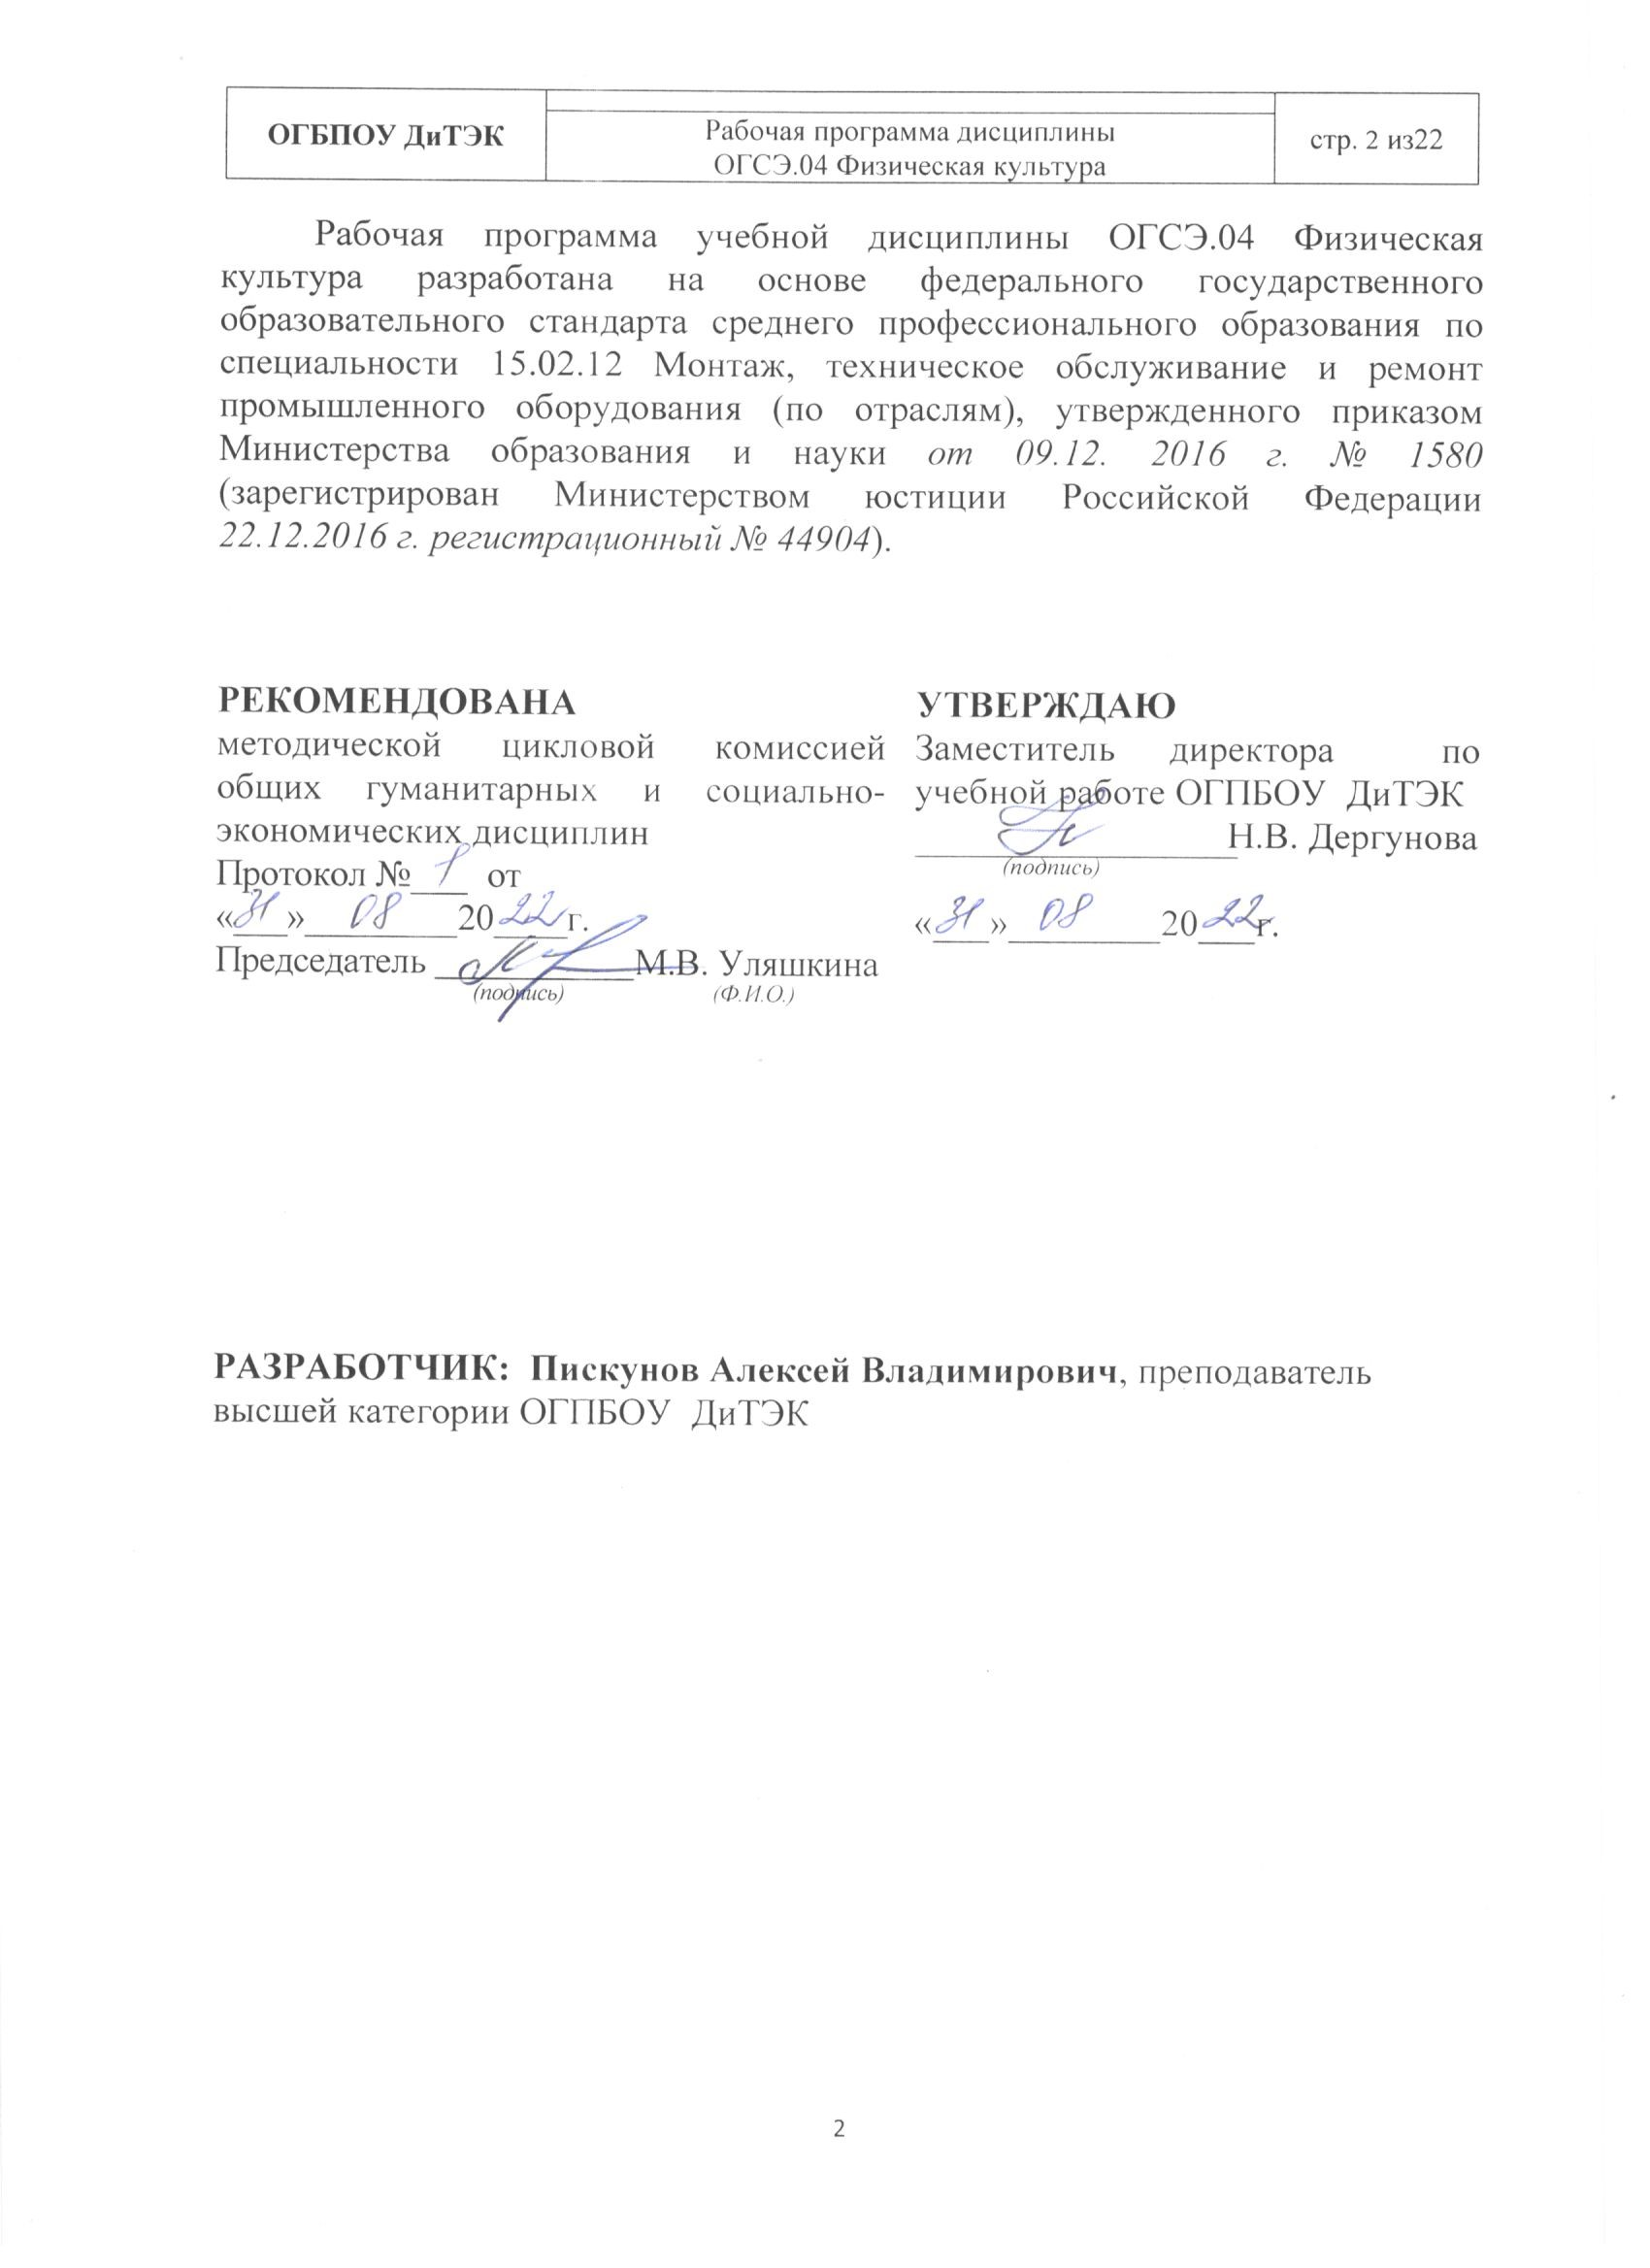 ОГБПОУ ДиТЭК
Рабочая программа дисциплины
ОГСЭ.04 Физическая культура
стр. 2 из22
Рабочая программа учебной дисциплины ОГСЭ.04 Физическая
культура разработана на основе федерального государственного
образовательного стандарта среднего профессионального образования по
специальности 15.02.12 Монтаж, техническое обслуживание и ремонт
промышленного оборудования (по отраслям), утвержденного приказом
Министерства образования и науки от 09.12. 2016 г. № 1580
(зарегистрирован Министерством юстиции Российской Федерации
22.12.2016 г. регистрационный № 44904).
РЕКОМЕНДОВАНА
методической цикловой комиссией
общих гуманитарных и социально-
экономических дисциплин
Протокол № 1 от
«31» 08 2022 г.
Председатель М.В. Уляшкина
(подпись) (Ф.И.О.)
УТВЕРЖДАЮ
Заместитель директора по
учебной работе ОГПБОУ ДиТЭК
Н.В. Дергунова
(подпись)
«31» 08 2022г.
РАЗРАБОТЧИК: Пискунов Алексей Владимирович, преподаватель
высшей категории ОГПБОУ ДиТЭК
2